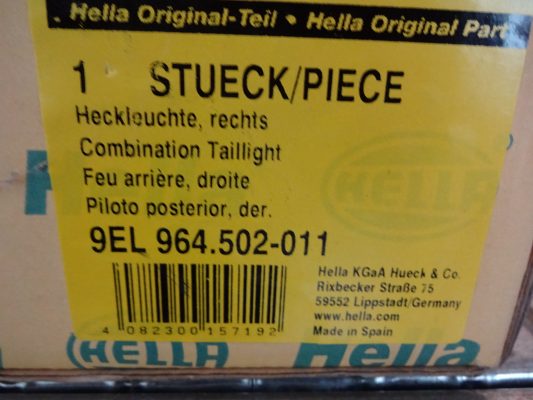 Hella Original-Teil • Hella Original Part
1 STUECK/PIECE
Heckleuchte, rechts
Combination Taillight
Feu arrière, droite
Piloto posterior, der.
HELLA
9EL 964.502-011
Hella KGaA Hueck & Co.
Rixbecker Straße 75
59552 Lippstadt/Germany
www.hella.com
Made in Spain
4 082300 157192
HELLA Hella